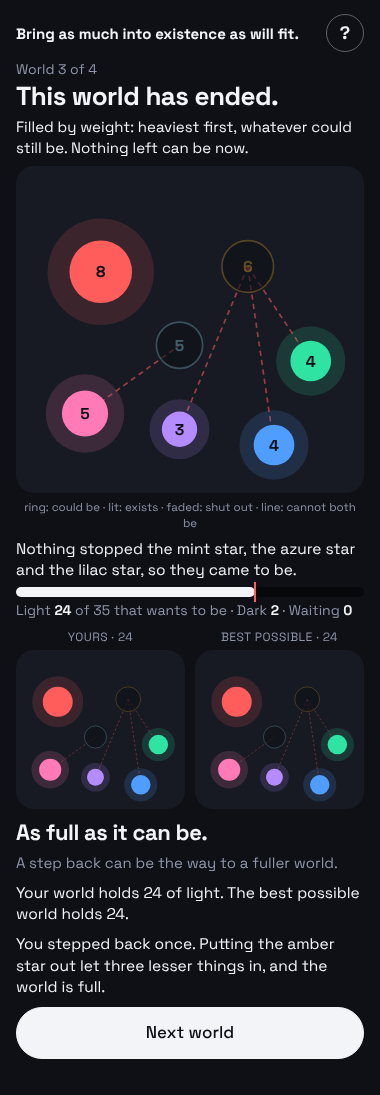 Bring as much into existence as will fit.
?
World 3 of 4
This world has ended.
Filled by weight: heaviest first, whatever could
still be. Nothing left can be now.
8
6
5
4
5
3
4
ring: could be · lit: exists · faded: shut out · line: cannot both
be
Nothing stopped the mint star, the azure star
and the lilac star, so they came to be.
Light 24 of 35 that wants to be · Dark 2 · Waiting 0
YOURS · 24
BEST POSSIBLE · 24
As full as it can be.
A step back can be the way to a fuller world.
Your world holds 24 of light. The best possible
world holds 24.
You stepped back once. Putting the amber
star out let three lesser things in, and the
world is full.
Next world